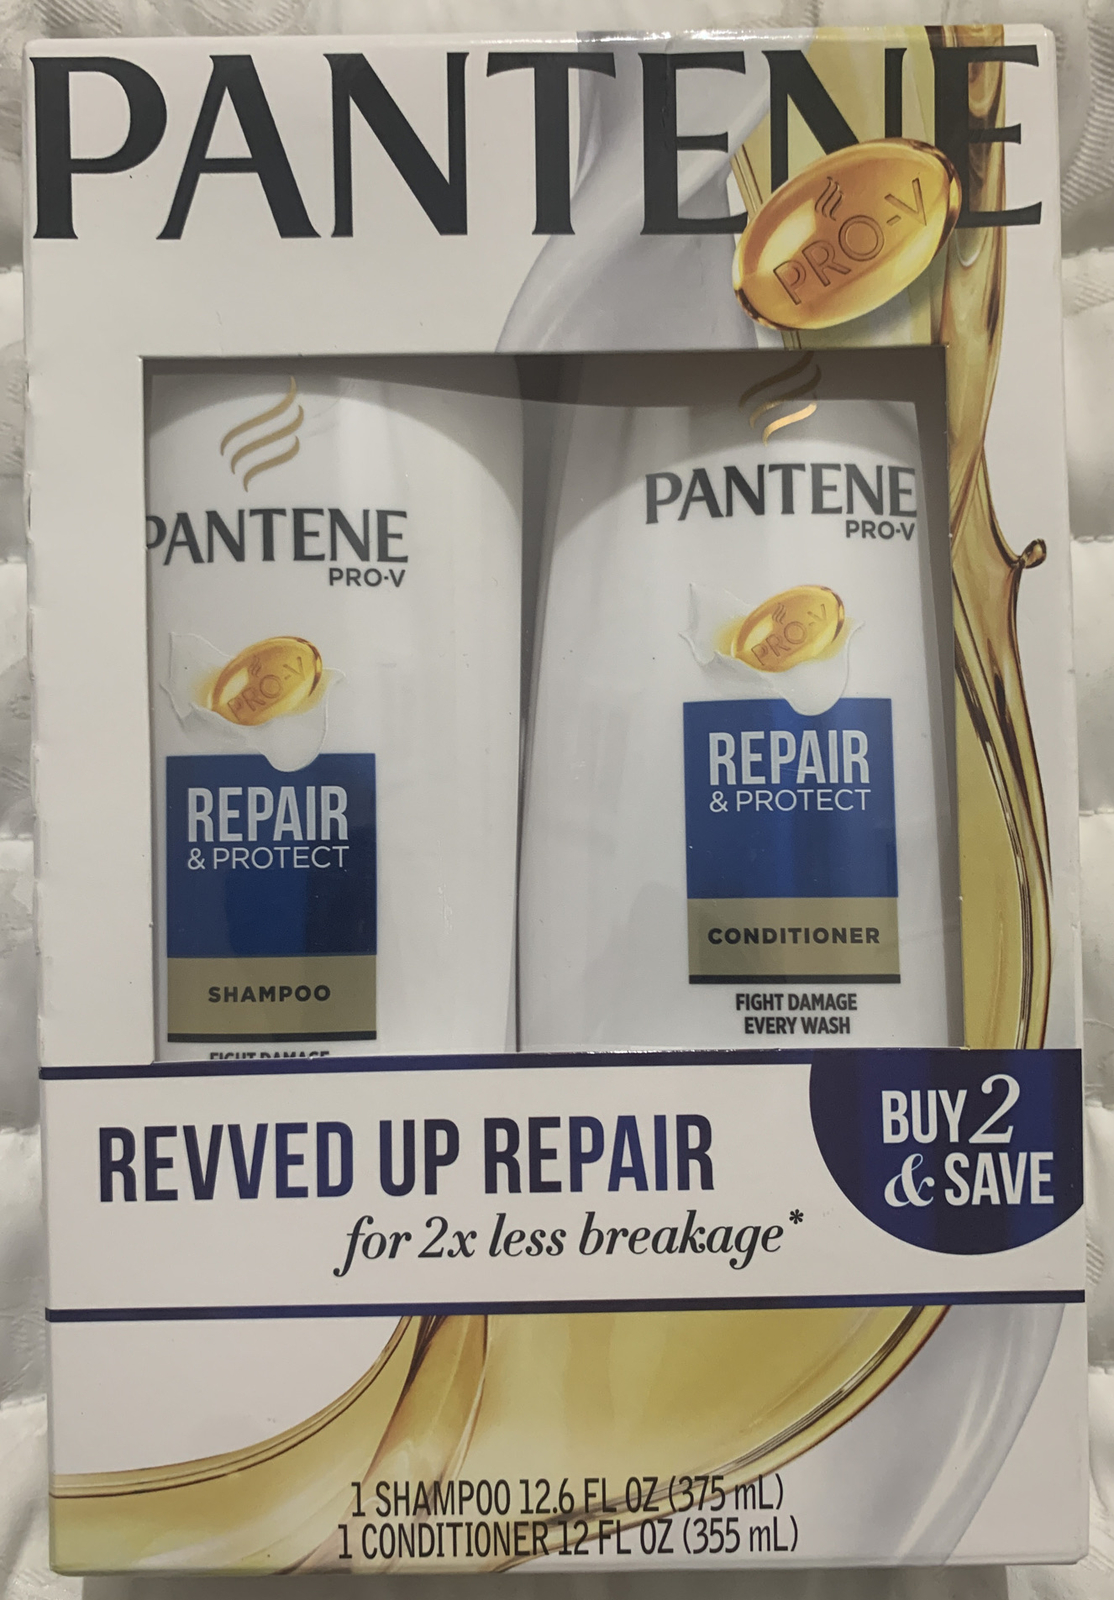 PANTENE
PRO-V
PANTENE
PRO-V
PRO-V
REPAIR
& PROTECT
SHAMPOO
FIGHT DAMAGE
PANTENE
PRO-V
PRO-V
REPAIR
& PROTECT
CONDITIONER
FIGHT DAMAGE
EVERY WASH
REVVED UP REPAIR
for 2x less breakage*
BUY 2
& SAVE
1 SHAMPOO 12.6 FL OZ (375 mL)
1 CONDITIONER 12 FL OZ (355 mL)